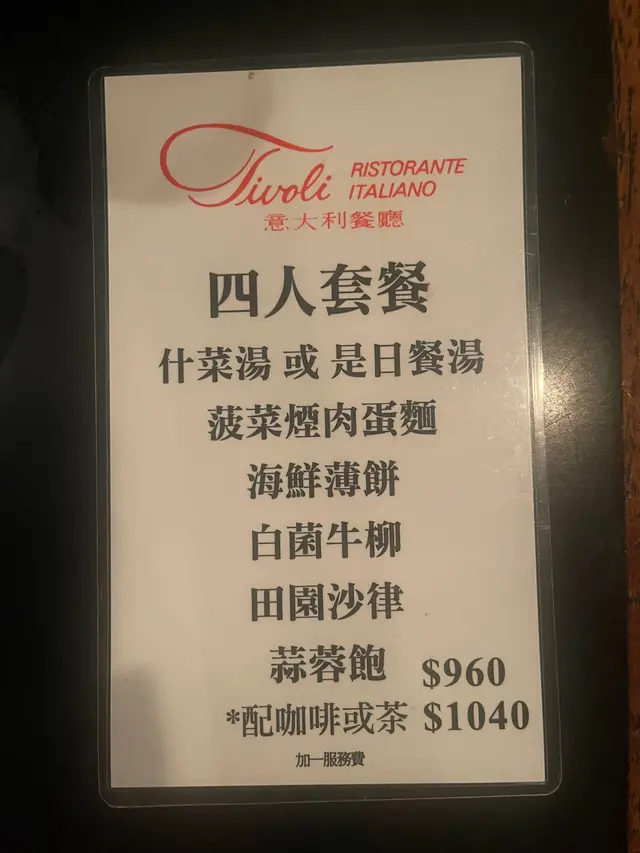 Tivoli RISTORANTE
ITALIANO
意大利餐廳
四人套餐
什菜湯 或 是日餐湯
菠菜煙肉蛋麵
海鮮薄餅
白菌牛柳
田園沙律
蒜蓉飽 $960
*配咖啡或茶 $1040
加一服務費